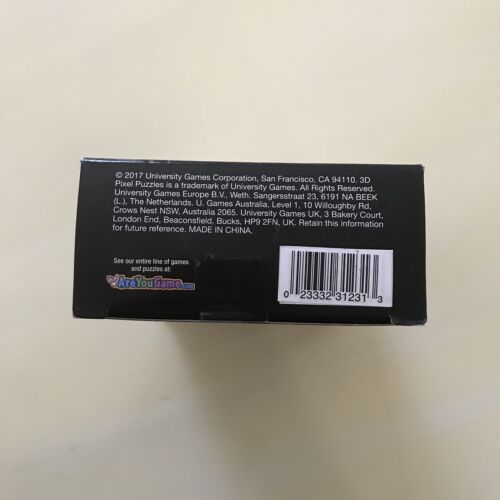 © 2017 University Games Corporation, San Francisco, CA 94110. 3D
Pixel Puzzles is a trademark of University Games. All Rights Reserved.
University Games Europe B.V., Weth. Sangersstraat 23, 6191 NA BEEK
(L.), The Netherlands. U. Games Australia, Level 1, 10 Willoughby Rd,
Crows Nest NSW, Australia 2065. University Games UK, 3 Bakery Court,
London End, Beaconsfield, Bucks, HP9 2FN, UK. Retain this information
for future reference. MADE IN CHINA.
See our entire line of games
and puzzles at:
AreYouGame.com
0 23332 31231 3